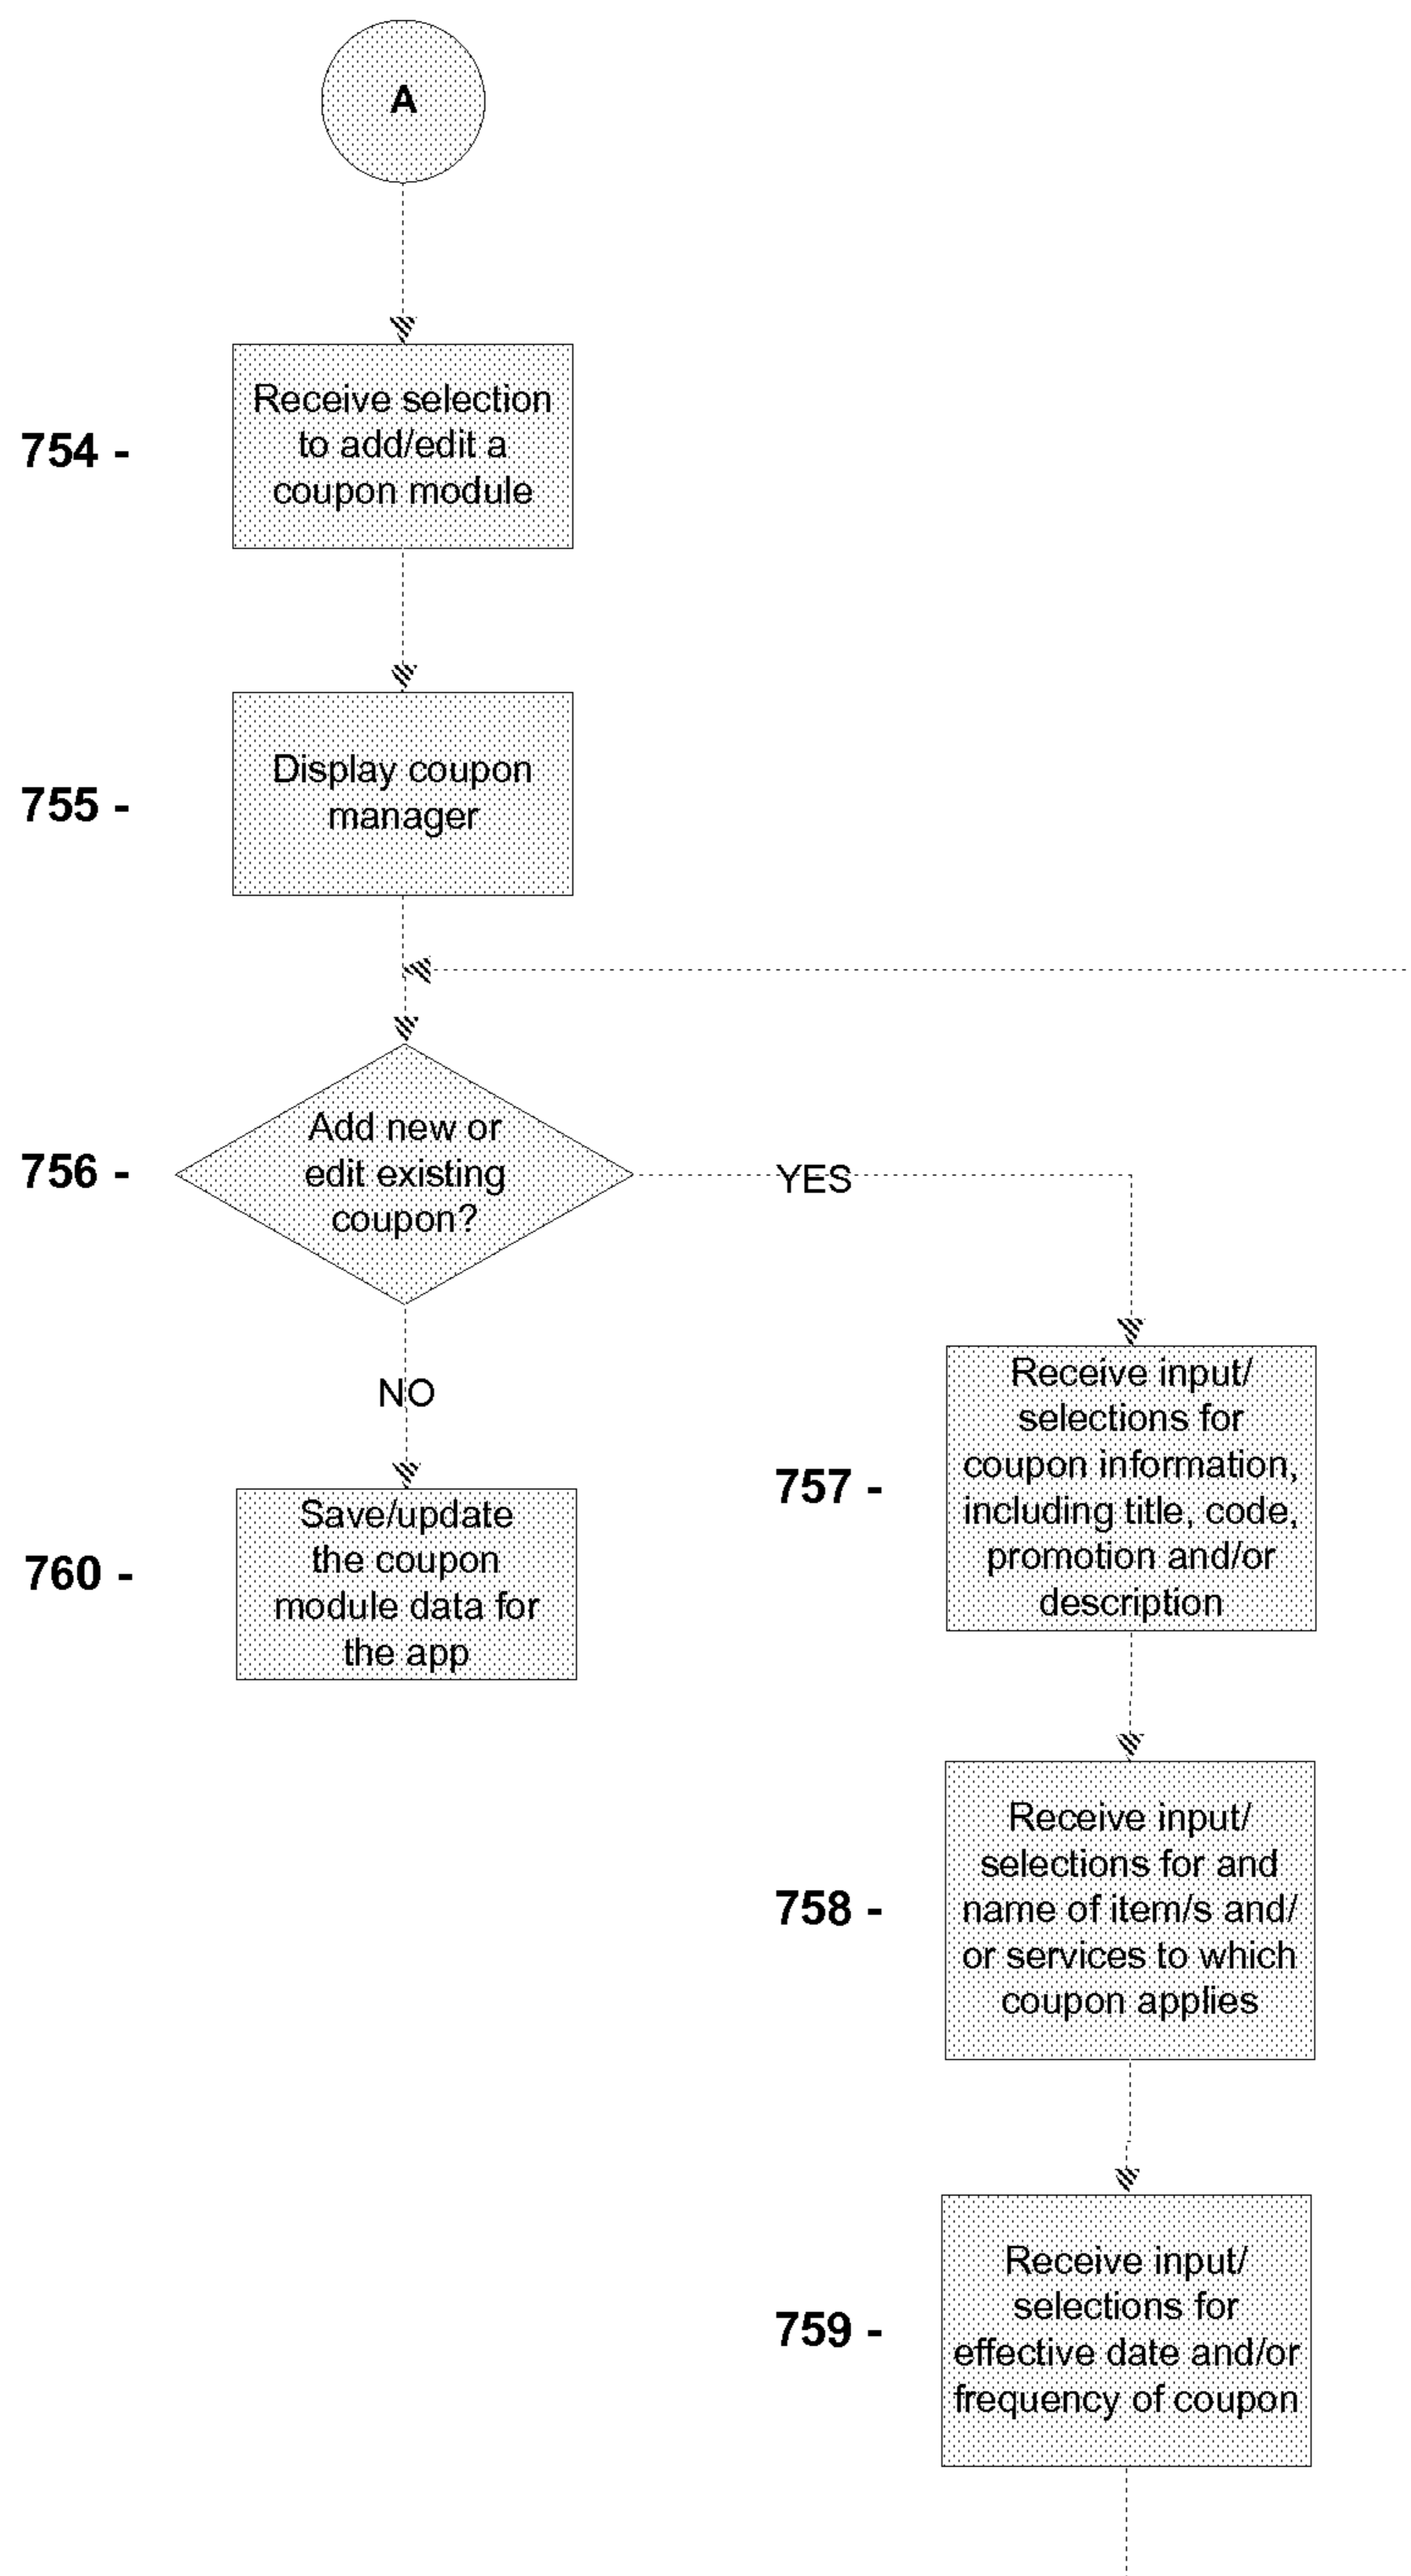 A
754 -
Receive selection
to add/edit a
coupon module
755 -
Display coupon
manager
756 -
Add new or
edit existing
coupon?
YES
NO
760 -
Save/update
the coupon
module data for
the app
757 -
Receive input/
selections for
coupon information,
including title, code,
promotion and/or
description
758 -
Receive input/
selections for and
name of item/s and/
or services to which
coupon applies
759 -
Receive input/
selections for
effective date and/or
frequency of coupon